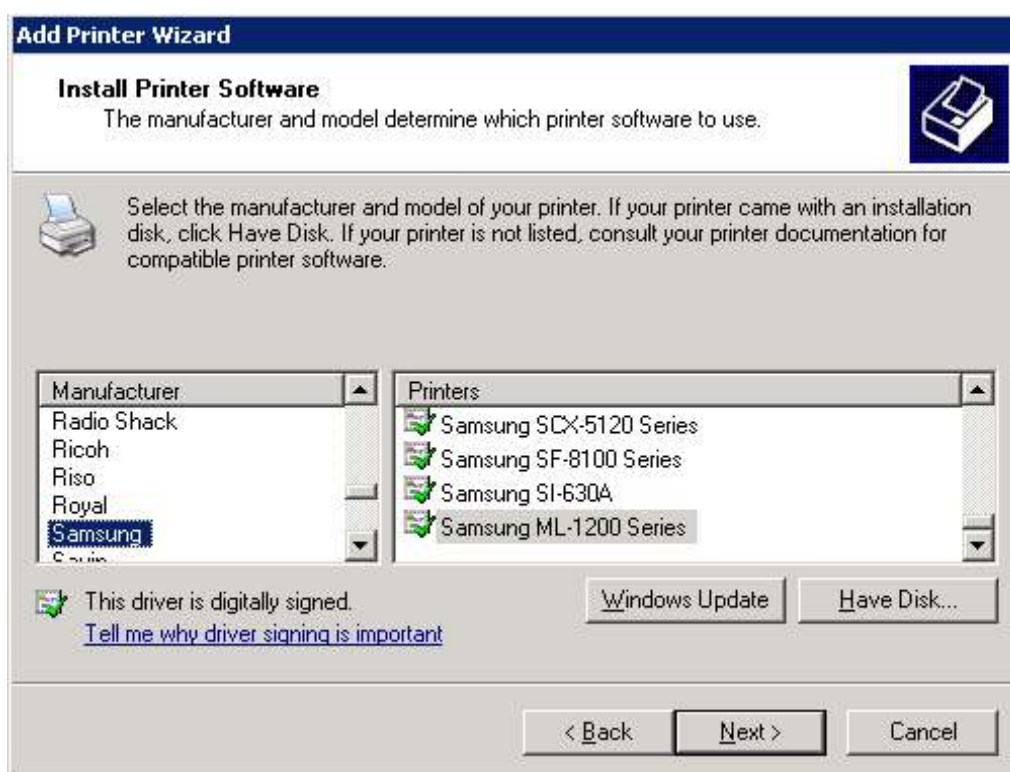 Add Printer Wizard
Install Printer Software
The manufacturer and model determine which printer software to use.
Select the manufacturer and model of your printer. If your printer came with an installation
disk, click Have Disk. If your printer is not listed, consult your printer documentation for
compatible printer software.
Manufacturer
Radio Shack
Ricoh
Riso
Royal
Samsung
Printers
Samsung SCX-5120 Series
Samsung SF-8100 Series
Samsung SI-630A
Samsung ML-1200 Series
This driver is digitally signed.
Tell me why driver signing is important
Windows Update
Have Disk...
< Back
Next >
Cancel